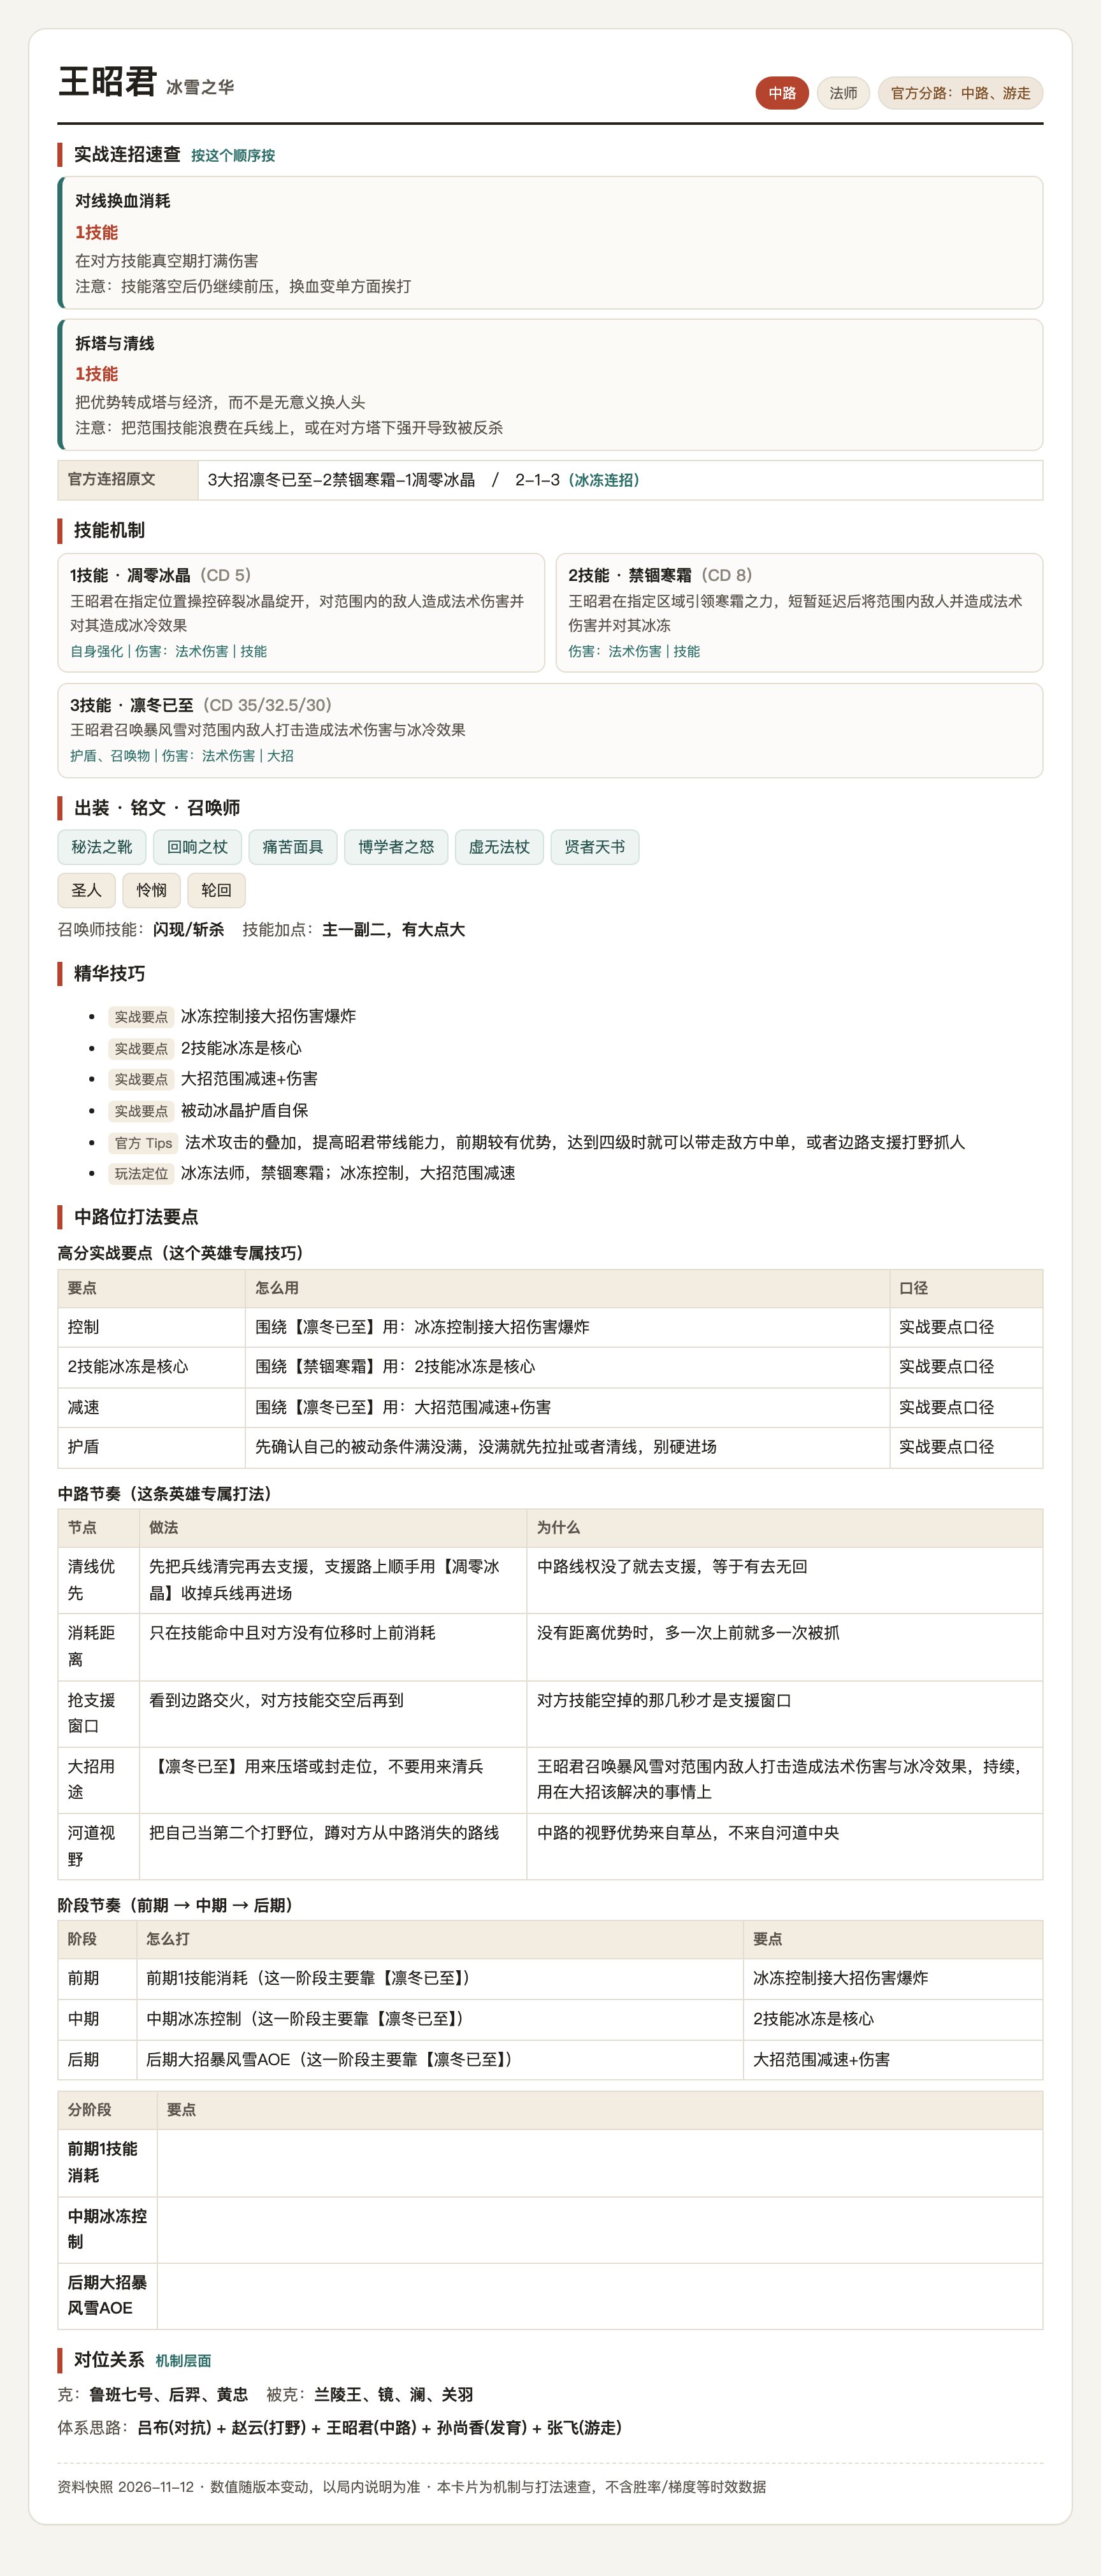 王昭君 冰雪之华
中路 法师 官方分路：中路、游走
实战连招速查 按这个顺序按
对线换血消耗
1技能
在对方技能真空期打满伤害
注意：技能落空后仍继续前压，换血变单方面挨打
拆塔与清线
1技能
把优势转成塔与经济，而不是无意义换人头
注意：把范围技能浪费在兵线上，或在对方塔下强开导致被反杀
官方连招原文 3大招凛冬已至–2禁锢寒霜–1凋零冰晶 / 2–1–3（冰冻连招）
技能机制
1技能 · 凋零冰晶（CD 5）
王昭君在指定位置操控碎裂冰晶绽开，对范围内的敌人造成法术伤害并
对其造成冰冷效果
自身强化 | 伤害：法术伤害 | 技能
2技能 · 禁锢寒霜（CD 8）
王昭君在指定区域引领寒霜之力，短暂延迟后将范围内敌人并造成法术
伤害并对其冰冻
伤害：法术伤害 | 技能
3技能 · 凛冬已至（CD 35/32.5/30）
王昭君召唤暴风雪对范围内敌人打击造成法术伤害与冰冷效果
护盾、召唤物 | 伤害：法术伤害 | 大招
出装 · 铭文 · 召唤师
秘法之靴 回响之杖 痛苦面具 博学者之怒 虚无法杖 贤者天书
圣人 怜悯 轮回
召唤师技能：闪现/斩杀 技能加点：主一副二，有大点大
精华技巧
• 实战要点 冰冻控制接大招伤害爆炸
• 实战要点 2技能冰冻是核心
• 实战要点 大招范围减速+伤害
• 实战要点 被动冰晶护盾自保
• 官方 Tips 法术攻击的叠加，提高昭君带线能力，前期较有优势，达到四级时就可以带走敌方中单，或者边路支援打野抓人
• 玩法定位 冰冻法师，禁锢寒霜；冰冻控制，大招范围减速
中路位打法要点
高分实战要点（这个英雄专属技巧）
要点 怎么用 口径
控制 围绕【凛冬已至】用：冰冻控制接大招伤害爆炸 实战要点口径
2技能冰冻是核心 围绕【禁锢寒霜】用：2技能冰冻是核心 实战要点口径
减速 围绕【凛冬已至】用：大招范围减速+伤害 实战要点口径
护盾 先确认自己的被动条件满没满，没满就先拉扯或者清线，别硬进场 实战要点口径
中路节奏（这条英雄专属打法）
节点 做法 为什么
清线优
先
先把兵线清完再去支援，支援路上顺手用【凋零冰
晶】收掉兵线再进场
中路线权没了就去支援，等于有去无回
消耗距
离
只在技能命中且对方没有位移时上前消耗
没有距离优势时，多一次上前就多一次被抓
抢支援
窗口
看到边路交火，对方技能交空后再到
对方技能空掉的那几秒才是支援窗口
大招用
途
【凛冬已至】用来压塔或封走位，不要用来清兵
王昭君召唤暴风雪对范围内敌人打击造成法术伤害与冰冷效果，持续，
用在大招该解决的事情上
河道视
野
把自己当第二个打野位，蹲对方从中路消失的路线
中路的视野优势来自草丛，不来自河道中央
阶段节奏（前期 → 中期 → 后期）
阶段 怎么打 要点
前期 前期1技能消耗（这一阶段主要靠【凛冬已至】） 冰冻控制接大招伤害爆炸
中期 中期冰冻控制（这一阶段主要靠【凛冬已至】） 2技能冰冻是核心
后期 后期大招暴风雪AOE（这一阶段主要靠【凛冬已至】） 大招范围减速+伤害
分阶段 要点
前期1技能
消耗
中期冰冻控
制
后期大招暴
风雪AOE
对位关系 机制层面
克：鲁班七号、后羿、黄忠 被克：兰陵王、镜、澜、关羽
体系思路：吕布(对抗) + 赵云(打野) + 王昭君(中路) + 孙尚香(发育) + 张飞(游走)
资料快照 2026–11–12 · 数值随版本变动，以局内说明为准 · 本卡片为机制与打法速查，不含胜率/梯度等时效数据